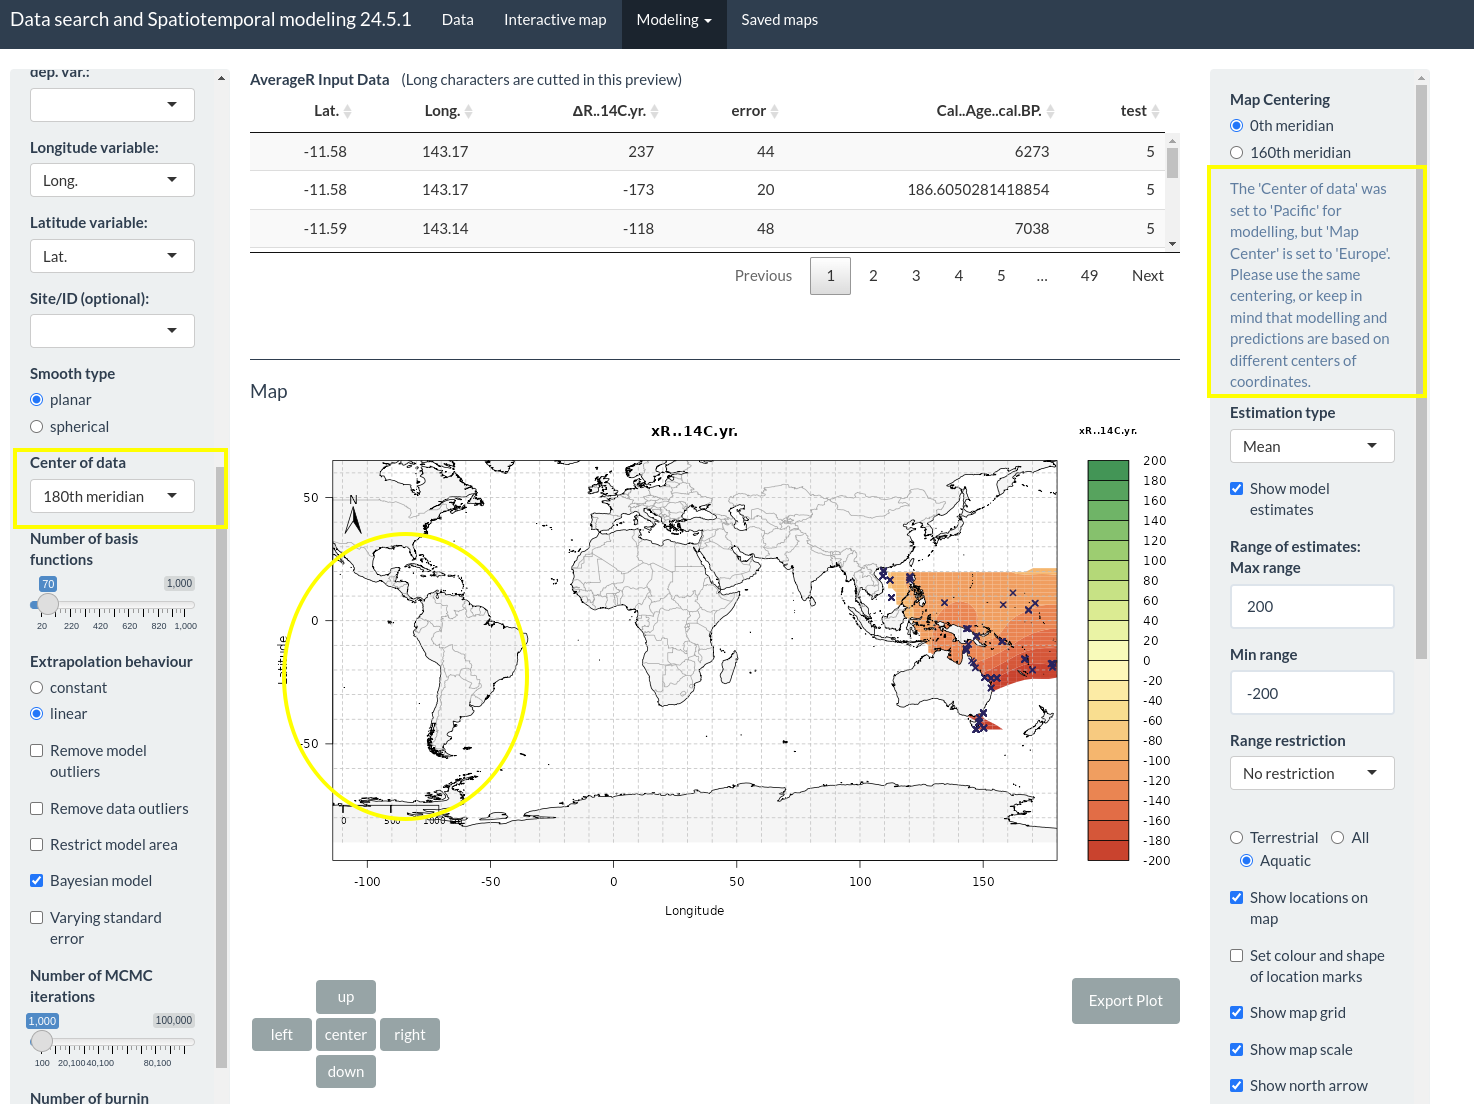 Data search and Spatiotemporal modeling 24.5.1 Data Interactive map Modeling Saved maps
dep. var.:
Longitude variable:
Long.
Latitude variable:
Lat.
Site/ID (optional):
Smooth type
planar
spherical
Center of data
180th meridian
Number of basis
functions
70 1,000
20 220 420 620 820 1,000
Extrapolation behaviour
constant
linear
Remove model
outliers
Remove data outliers
Restrict model area
Bayesian model
Varying standard
error
Number of MCMC
iterations
1,000 100,000
100 20,100 40,100 80,100
Number of burnin
AverageR Input Data (Long characters are cutted in this preview)
Lat. Long. ΔR..14C.yr. error Cal..Age..cal.BP. test
-11.58 143.17 237 44 6273 5
-11.58 143.17 -173 20 186.6050281418854 5
-11.59 143.14 -118 48 7038 5
Previous 1 2 3 4 5 … 49 Next
Map
xR..14C.yr.
xR..14C.yr.
N
Latitude
50
0
-50
0 500 1000
-100 -50 0 50 100 150
Longitude
200
180
160
140
120
100
80
60
40
20
0
-20
-40
-60
-80
-100
-120
-140
-160
-180
-200
up
left center right
down
Export Plot
Map Centering
0th meridian
160th meridian
The 'Center of data' was
set to 'Pacific' for
modelling, but 'Map
Center' is set to 'Europe'.
Please use the same
centering, or keep in
mind that modelling and
predictions are based on
different centers of
coordinates.
Estimation type
Mean
Show model
estimates
Range of estimates:
Max range
200
Min range
-200
Range restriction
No restriction
Terrestrial All
Aquatic
Show locations on
map
Set colour and shape
of location marks
Show map grid
Show map scale
Show north arrow